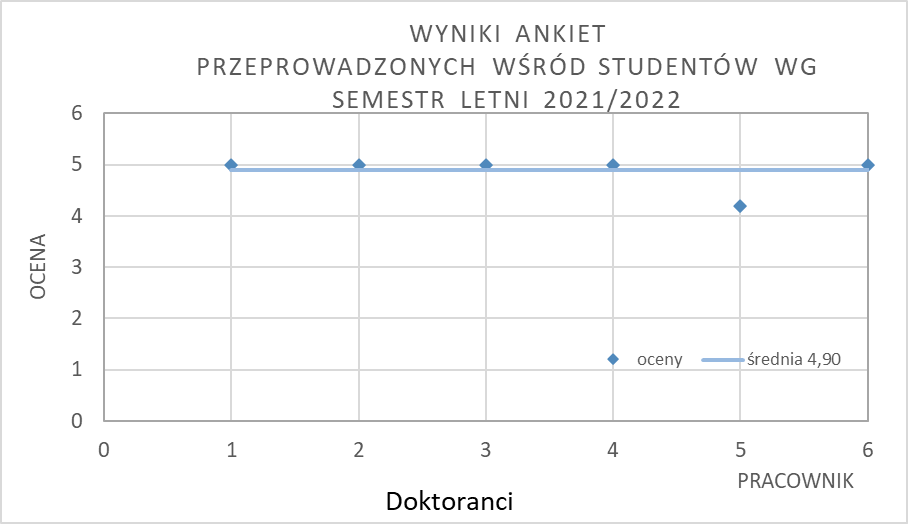 WYNIKI ANKIET
PRZEPROWADZONYCH WŚRÓD STUDENTÓW WG
SEMESTR LETNI 2021/2022
6
5
4
3
2
1
0
OCENA
oceny
średnia 4,90
0 1 2 3 4 5 6
PRACOWNIK
Doktoranci